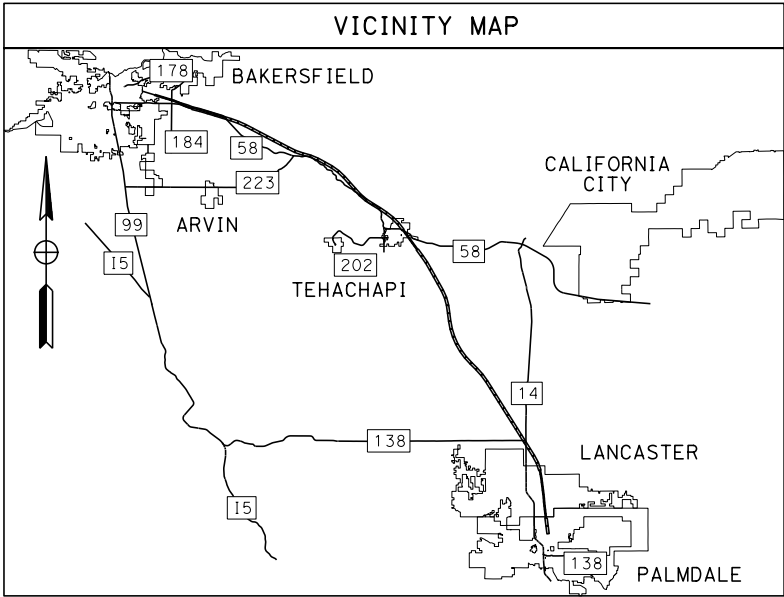 VICINITY MAP
178
BAKERSFIELD
184
58
223
CALIFORNIA
CITY
99
ARVIN
I5
202
58
TEHACHAPI
14
138
LANCASTER
I5
138
PALMDALE